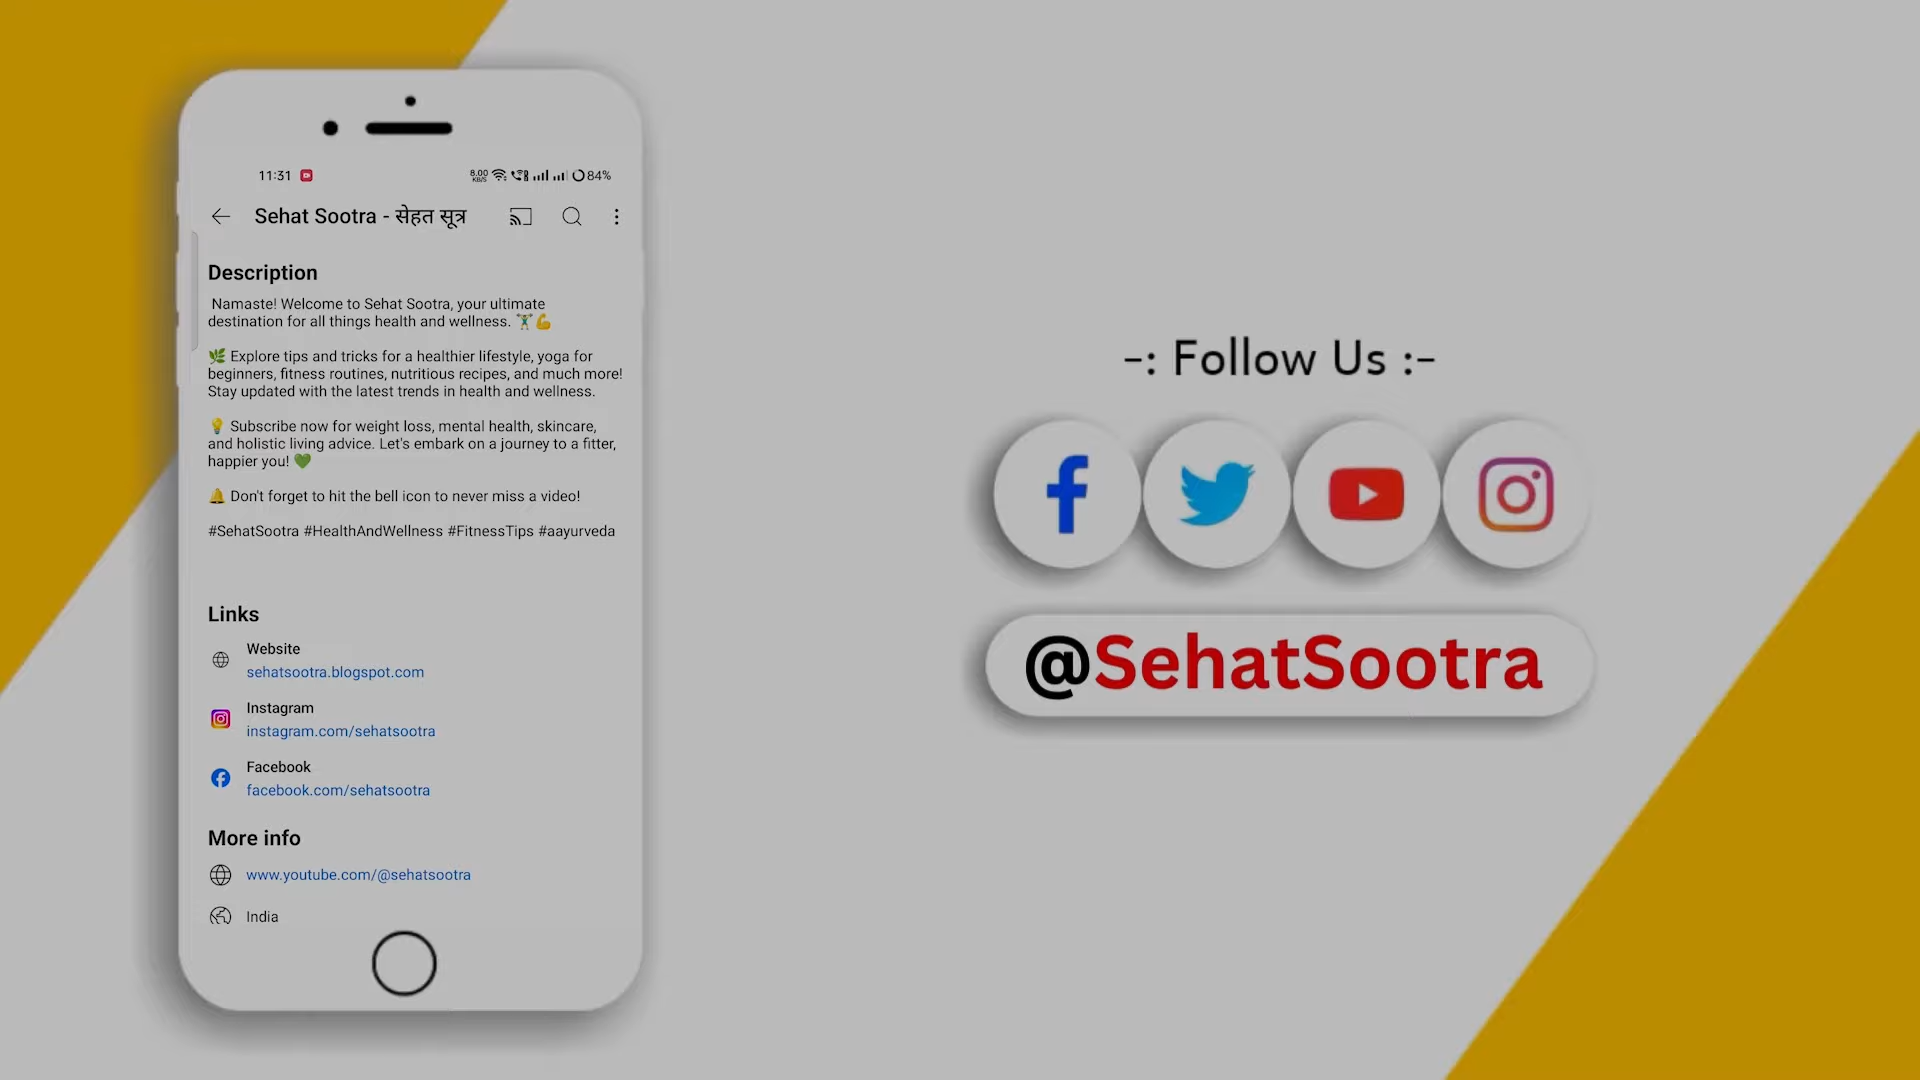 11:31 8.00 KB/S 84%
Sehat Sootra - सेहत सूत्र
Description
Namaste! Welcome to Sehat Sootra, your ultimate
destination for all things health and wellness. 🏋️‍♂️💪
🌿 Explore tips and tricks for a healthier lifestyle, yoga for
beginners, fitness routines, nutritious recipes, and much more!
Stay updated with the latest trends in health and wellness.
💡 Subscribe now for weight loss, mental health, skincare,
and holistic living advice. Let's embark on a journey to a fitter,
happier you! 💚
🔔 Don't forget to hit the bell icon to never miss a video!
#SehatSootra #HealthAndWellness #FitnessTips #aayurveda
Links
Website
sehatsootra.blogspot.com
Instagram
instagram.com/sehatsootra
Facebook
facebook.com/sehatsootra
More info
www.youtube.com/@sehatsootra
India
-: Follow Us :-
@SehatSootra